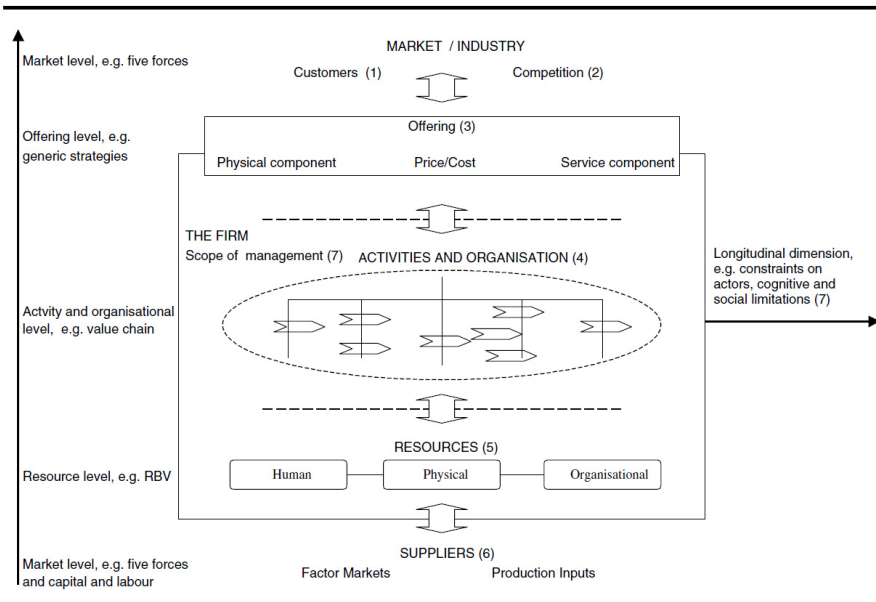 MARKET / INDUSTRY
Market level, e.g. five forces
Customers (1)
Competition (2)
Offering (3)
Offering level, e.g.
generic strategies
Physical component
Price/Cost
Service component
THE FIRM
Scope of management (7)
ACTIVITIES AND ORGANISATION (4)
Longitudinal dimension,
e.g. constraints on
actors, cognitive and
social limitations (7)
Actvity and organisational
level, e.g. value chain
RESOURCES (5)
Resource level, e.g. RBV
Human
Physical
Organisational
SUPPLIERS (6)
Market level, e.g. five forces
and capital and labour
Factor Markets
Production Inputs